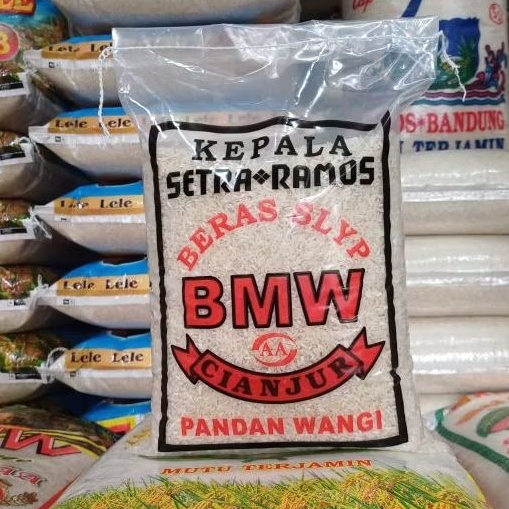 KEPALA
SETRA❖RAMOS
BERAS SLYP
BMW
AA
CIANJUR
PANDAN WANGI
MUTU TERJAMIN
Lele Lele
Lele Lele
Lele Lele
Lele Lele
Lele Lele
OS*BANDUNG
TERJAMIN
MW